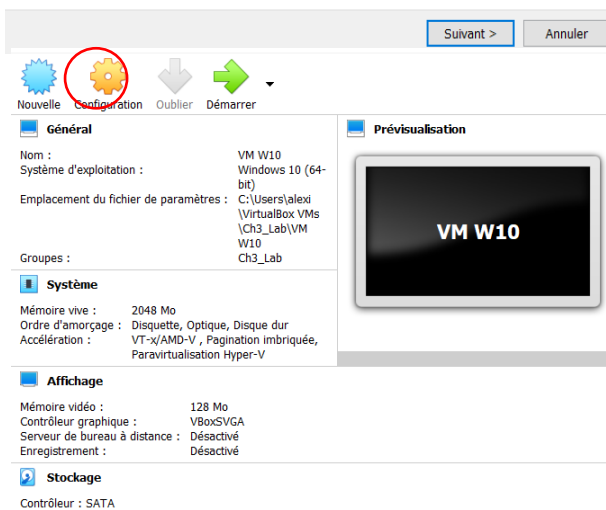 Suivant > Annuler
Nouvelle Configuration Oublier Démarrer
Général
Nom : VM W10
Système d'exploitation : Windows 10 (64-
bit)
Emplacement du fichier de paramètres : C:\Users\alexi
\VirtualBox VMs
\Ch3_Lab\VM
W10
Groupes : Ch3_Lab
Prévisualisation
VM W10
Système
Mémoire vive : 2048 Mo
Ordre d'amorçage : Disquette, Optique, Disque dur
Accélération : VT-x/AMD-V , Pagination imbriquée,
Paravirtualisation Hyper-V
Affichage
Mémoire vidéo : 128 Mo
Contrôleur graphique : VBoxSVGA
Serveur de bureau à distance : Désactivé
Enregistrement : Désactivé
Stockage
Contrôleur : SATA